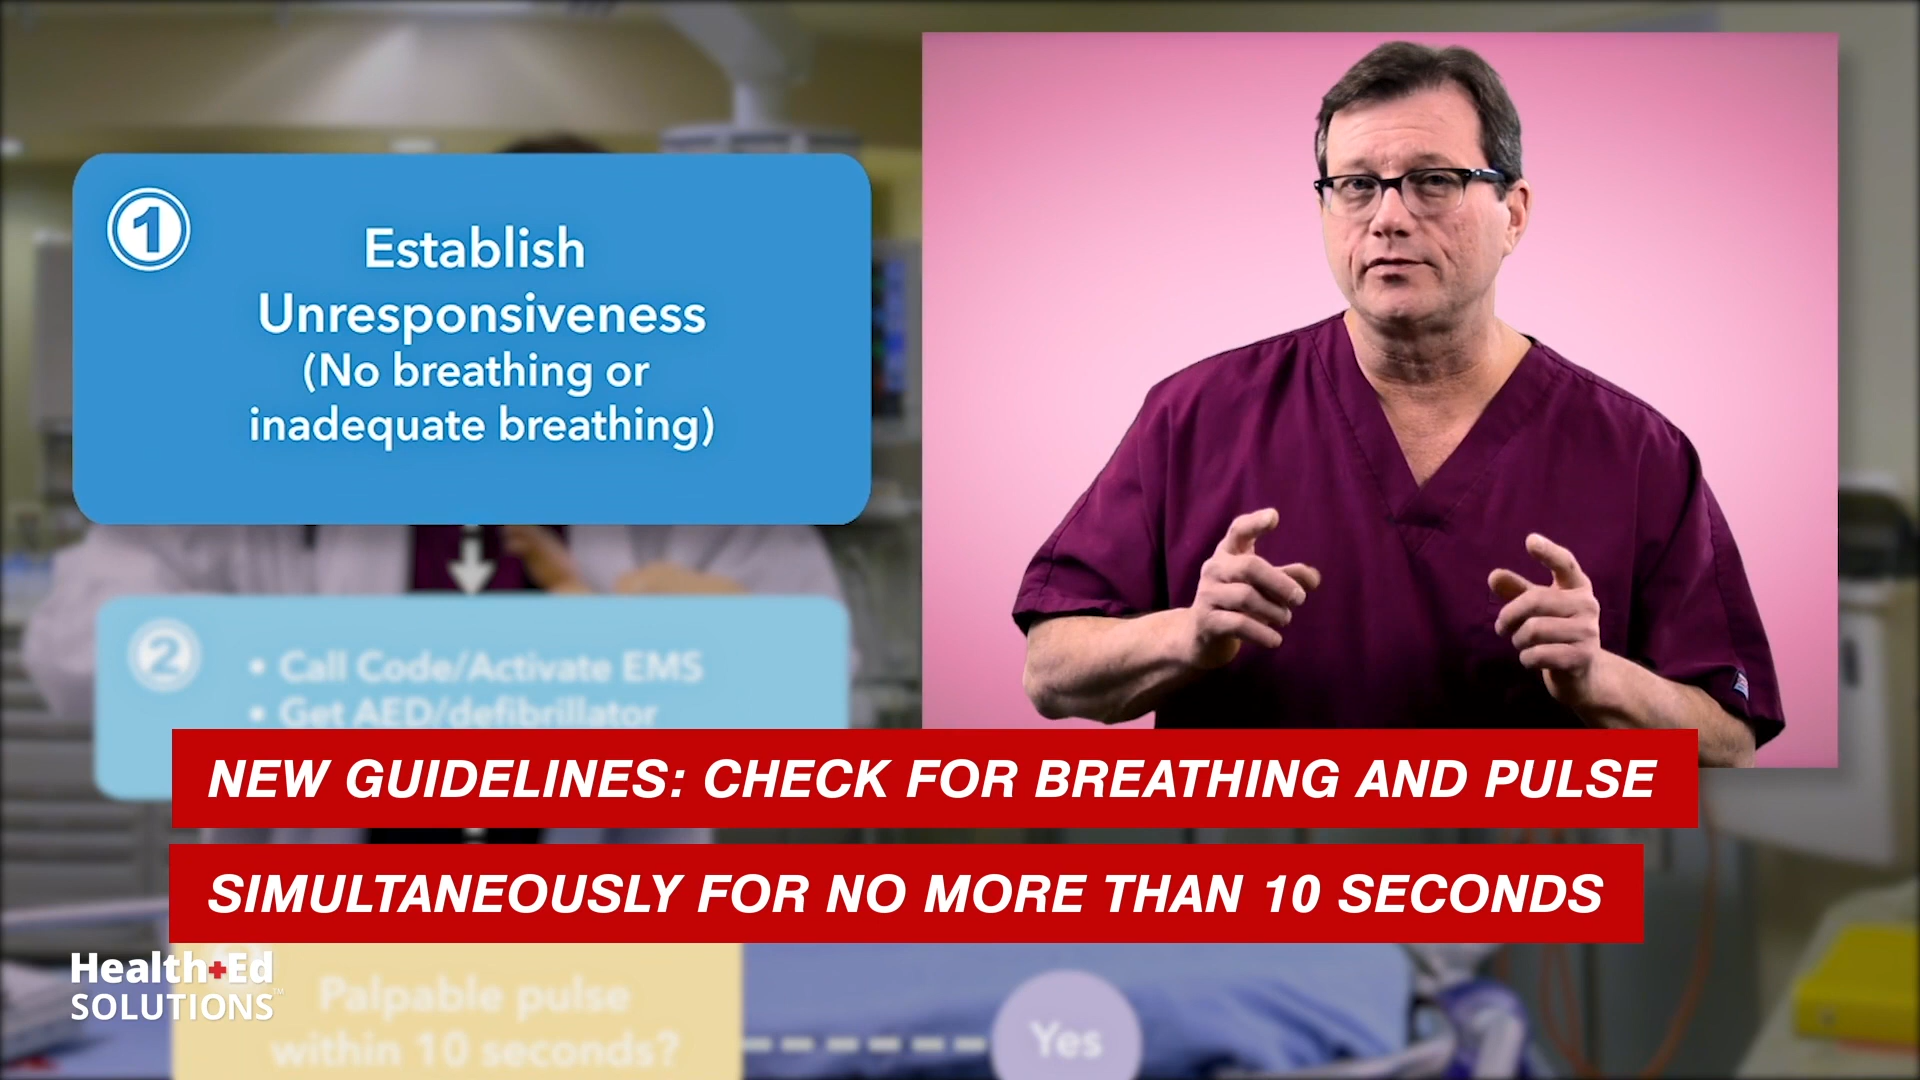 1
Establish
Unresponsiveness
(No breathing or
inadequate breathing)
2
• Call Code/Activate EMS
• Get AED/defibrillator
NEW GUIDELINES: CHECK FOR BREATHING AND PULSE
SIMULTANEOUSLY FOR NO MORE THAN 10 SECONDS
Health+Ed
SOLUTIONS™
Palpable pulse
within 10 seconds?
Yes